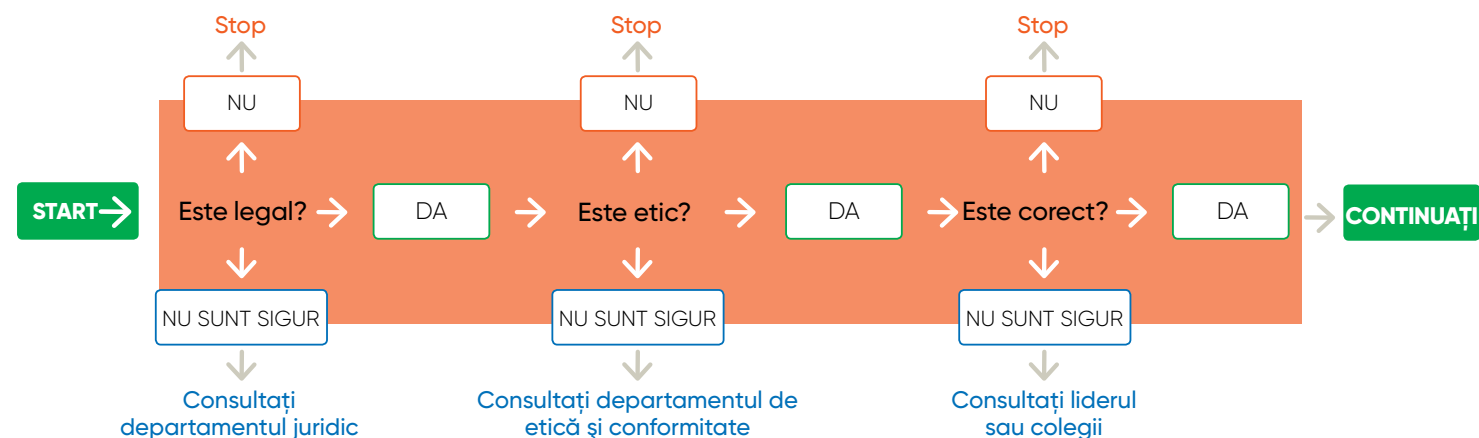 Stop
Stop
Stop
NU
NU
NU
START
Este legal?
DA
Este etic?
DA
Este corect?
DA
CONTINUAȚI
NU SUNT SIGUR
NU SUNT SIGUR
NU SUNT SIGUR
Consultați
departamentul juridic
Consultați departamentul de
etică și conformitate
Consultați liderul
sau colegii